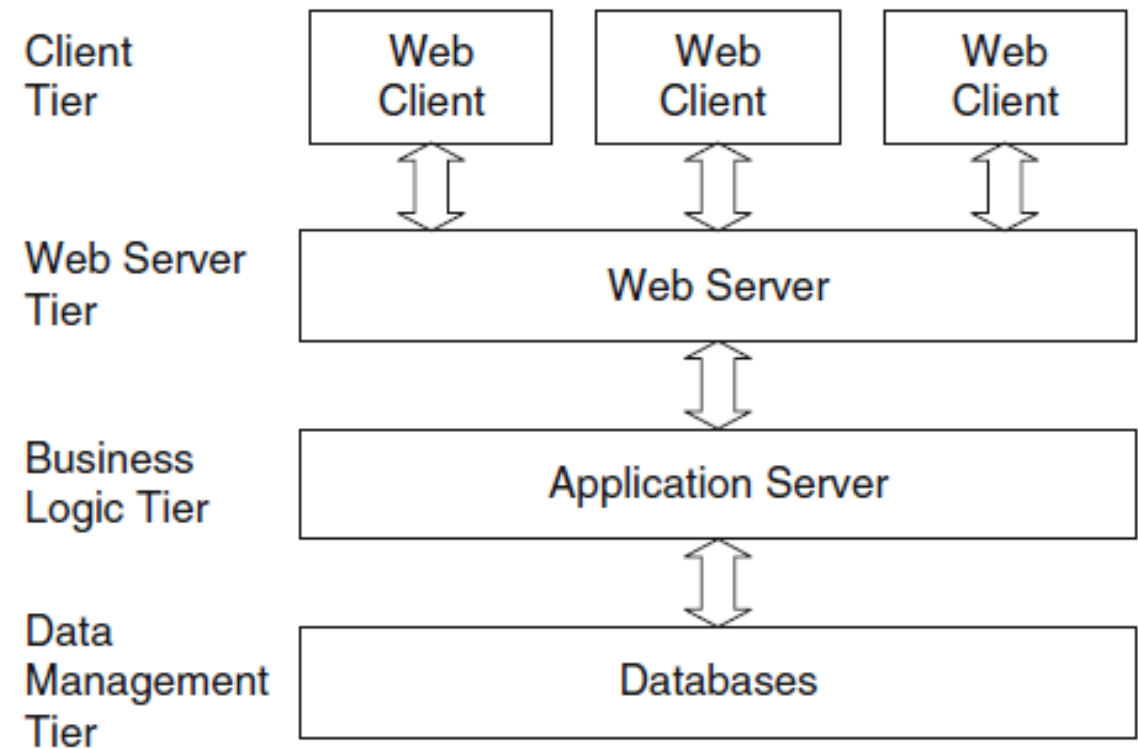 Client
Tier
Web
Client
Web
Client
Web
Client
Web Server
Tier
Web Server
Business
Logic Tier
Application Server
Data
Management
Tier
Databases